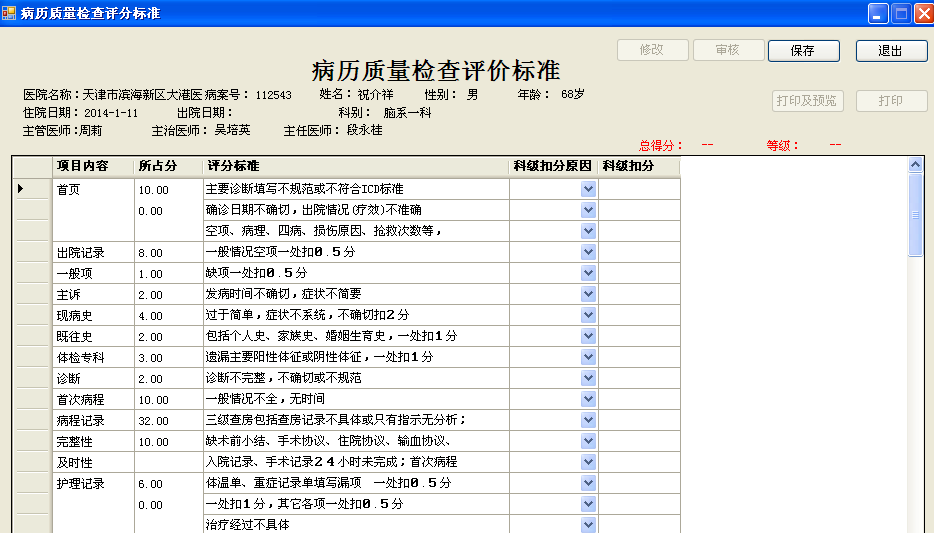 病历质量检查评分标准
修改 审核 保存 退出
病历质量检查评价标准
医院名称：天津市滨海新区大港医 病案号： 112543 姓名：祝介祥 性别： 男 年龄： 68岁
住院日期：2014-1-11 出院日期： 科别： 脑系一科 打印及预览 打印
主管医师：周莉 主治医师：吴培英 主任医师：段永桂
总得分： -- 等级： --
项目内容 所占分 评分标准 科级扣分原因 科级扣分
首页 10.00 主要诊断填写不规范或不符合ICD标准
0.00 确诊日期不确切，出院情况(疗效)不准确
空项、病理、四病、损伤原因、抢救次数等，
出院记录 8.00 一般情况空项一处扣0.5分
一般项 1.00 缺项一处扣0.5分
主诉 2.00 发病时间不确切，症状不简要
现病史 4.00 过于简单，症状不系统，不确切扣2分
既往史 2.00 包括个人史、家族史、婚姻生育史，一处扣1分
体检专科 3.00 遗漏主要阳性体征或阴性体征，一处扣1分
诊断 2.00 诊断不完整，不确切或不规范
首次病程 10.00 一般情况不全，无时间
病程记录 32.00 三级查房包括查房记录不具体或只有指示无分析；
完整性 10.00 缺术前小结、手术协议、住院协议、输血协议、
及时性 入院记录、手术记录24小时未完成；首次病程
护理记录 6.00 体温单、重症记录单填写漏项 一处扣0.5分
0.00 一处扣1分，其它各项一处扣0.5分
治疗经过不具体